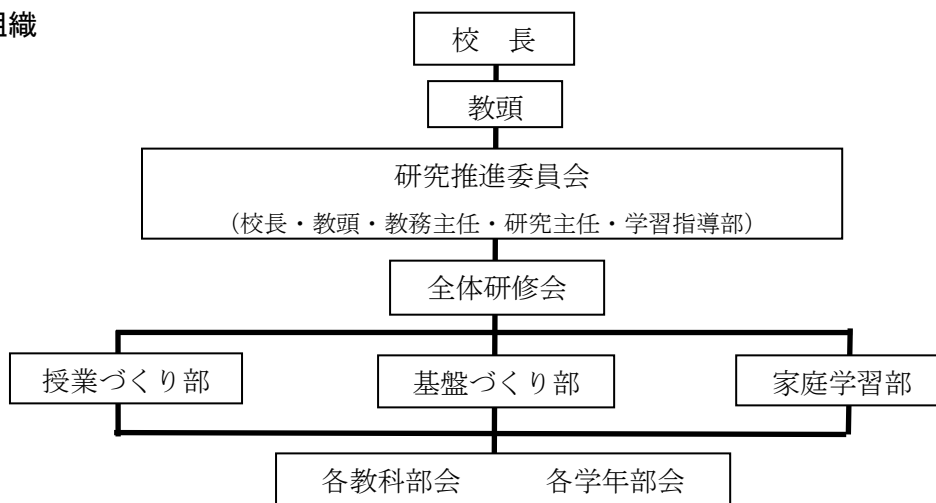 組織
校　長
教頭
研究推進委員会
（校長・教頭・教務主任・研究主任・学習指導部）
全体研修会
授業づくり部　基盤づくり部　家庭学習部
各教科部会　各学年部会